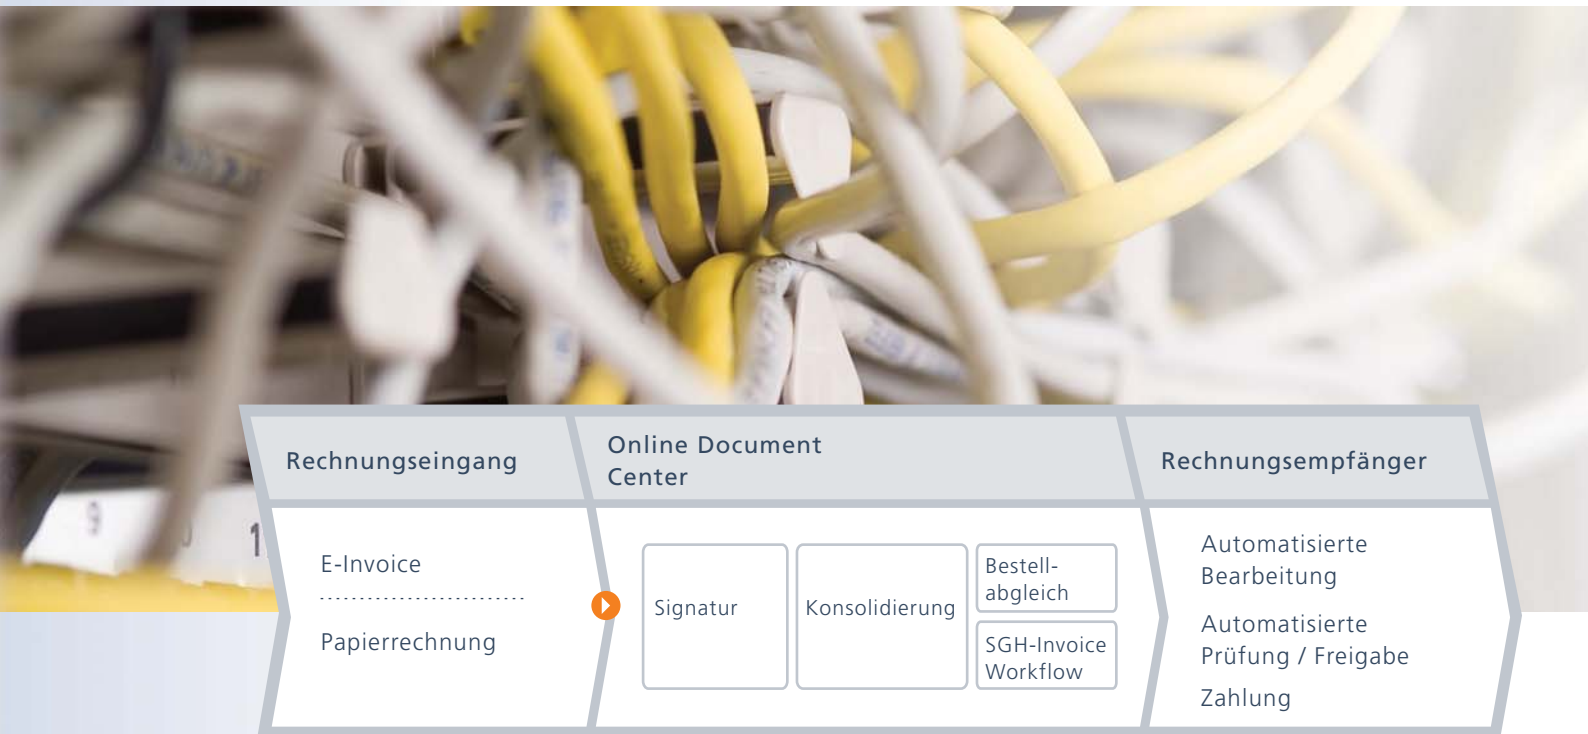 Rechnungseingang
Online Document
Center
Rechnungsempfänger
E-Invoice
Papierrechnung
Signatur
Konsolidierung
Bestell-
abgleich
SGH-Invoice
Workflow
Automatisierte
Bearbeitung
Automatisierte
Prüfung / Freigabe
Zahlung